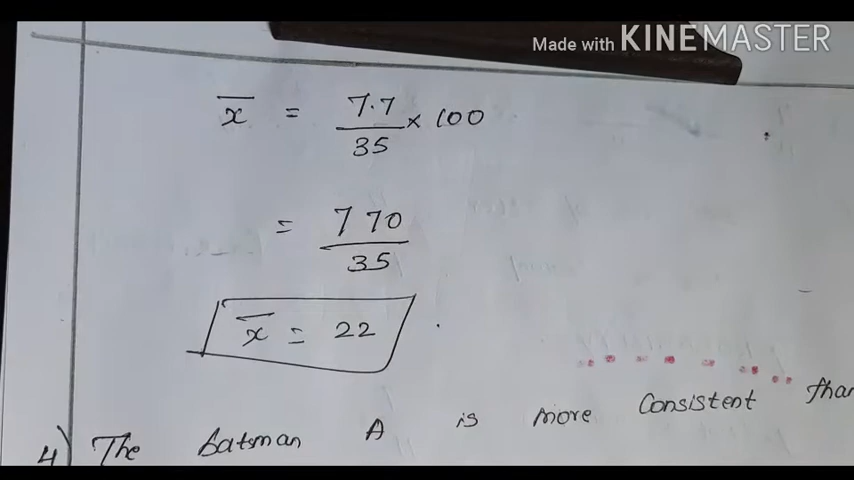 Made with KINEMASTER
x̄ = 7.7/35 × 100
= 770/35
x̄ = 22
4) The batsman A is more Consistent than